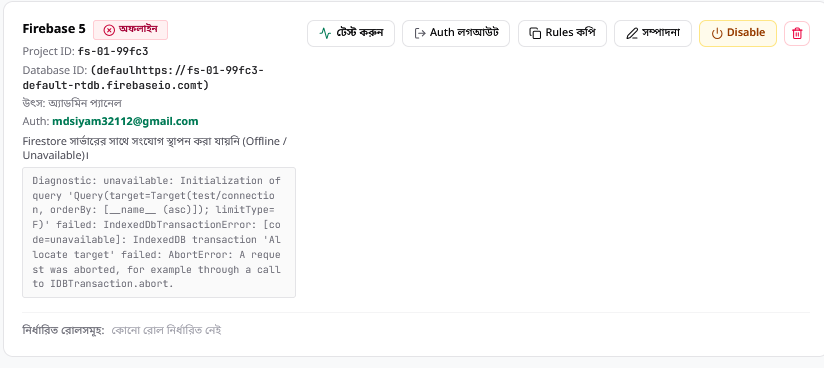 Firebase 5 অফলাইন
টেস্ট করুন Auth লগআউট Rules কপি সম্পাদনা Disable
Project ID: fs-01-99fc3
Database ID: (defaulhttps://fs-01-99fc3-
default-rtdb.firebaseio.comt)
উৎস: অ্যাডমিন প্যানেল
Auth: mdsiyam32112@gmail.com
Firestore সার্ভারের সাথে সংযোগ স্থাপন করা যায়নি (Offline /
Unavailable)।
Diagnostic: unavailable: Initialization of
query 'Query(target=Target(test/connectio
n, orderBy: [__name__ (asc)]); limitType=
F)' failed: IndexedDbTransactionError: [co
de=unavailable]: IndexedDB transaction 'Al
locate target' failed: AbortError: A reque
st was aborted, for example through a call
to IDBTransaction.abort.
নির্ধারিত রোলসমূহ: কোনো রোল নির্ধারিত নেই